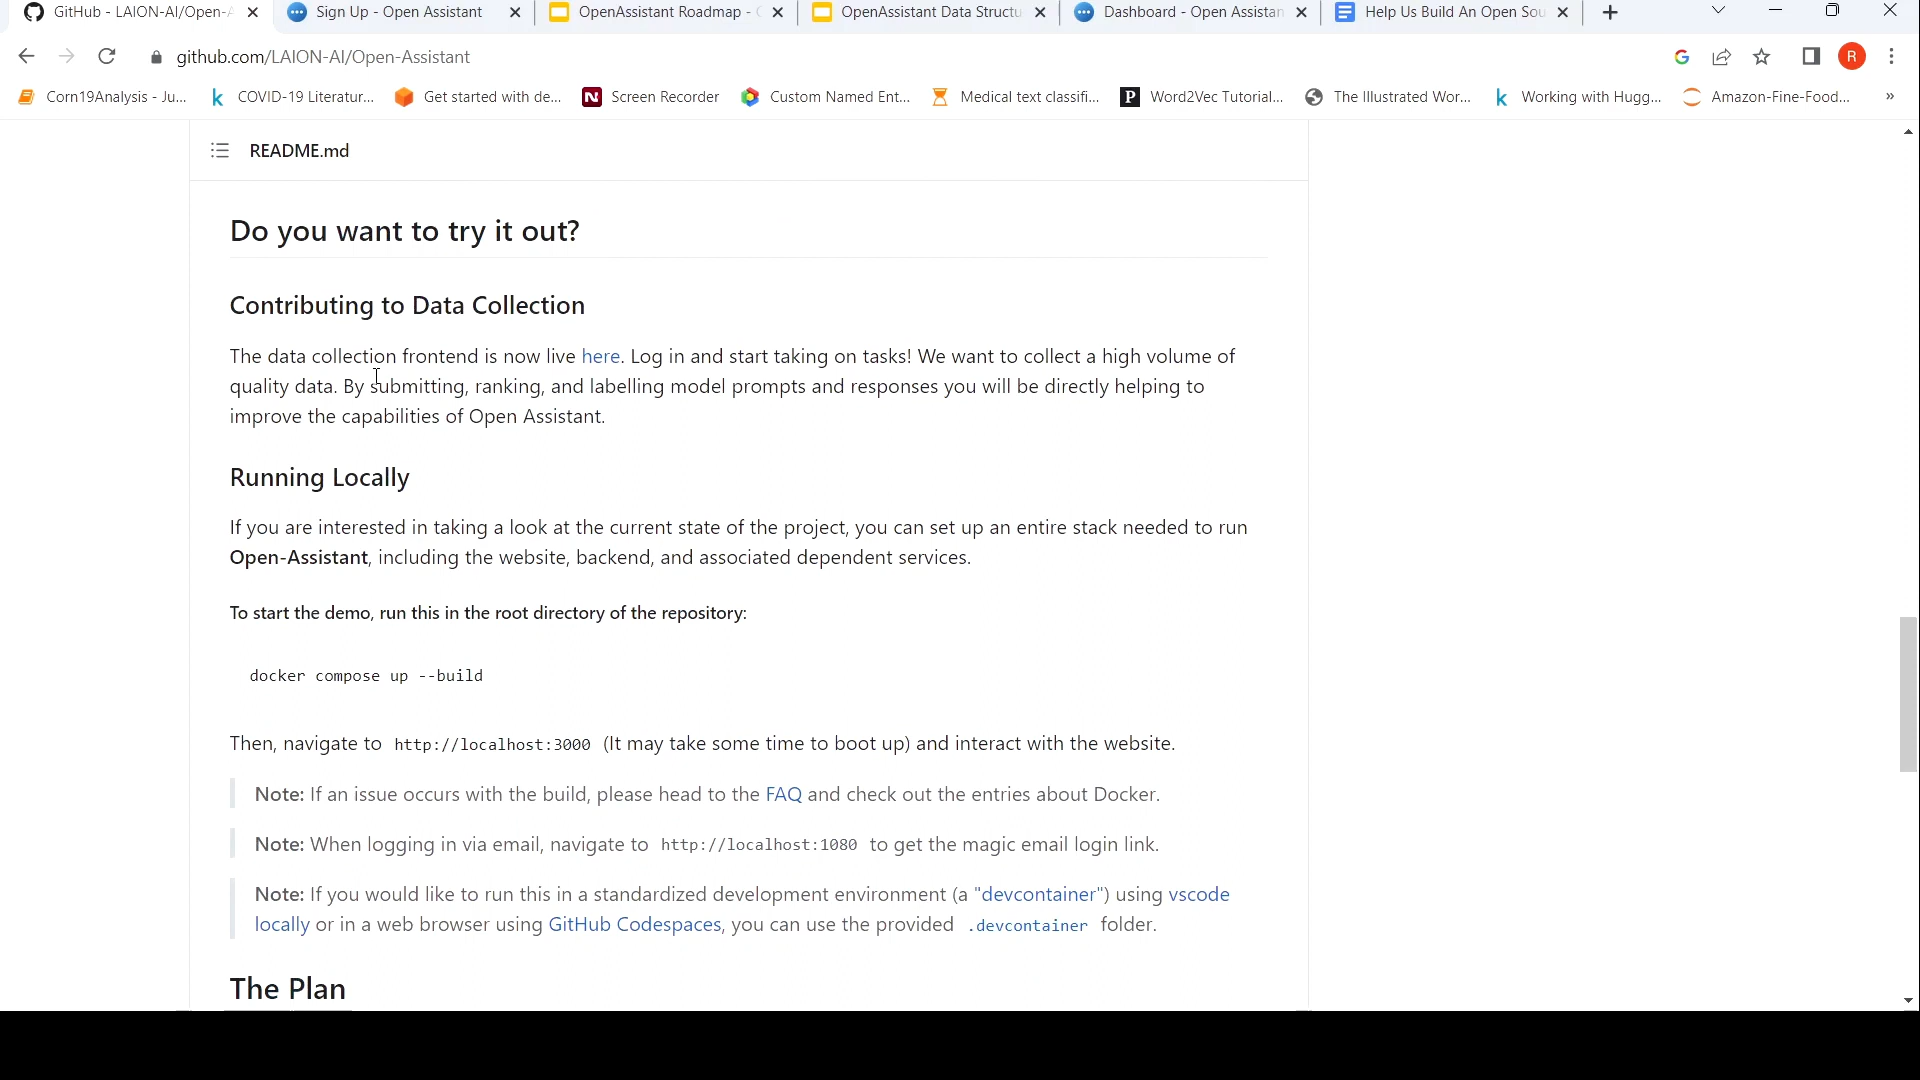 GitHub - LAION-AI/Open-A
Sign Up - Open Assistant
OpenAssistant Roadmap -
OpenAssistant Data Structu
Dashboard - Open Assistan
Help Us Build An Open Sou
github.com/LAION-AI/Open-Assistant
R
Corn19Analysis - Ju...
COVID-19 Literatur...
Get started with de...
N
Screen Recorder
Custom Named Ent...
Medical text classifi...
P
Word2Vec Tutorial...
The Illustrated Wor...
Working with Hugg...
Amazon-Fine-Food...
»
README.md
Do you want to try it out?
Contributing to Data Collection
The data collection frontend is now live here. Log in and start taking on tasks! We want to collect a high volume of
quality data. By submitting, ranking, and labelling model prompts and responses you will be directly helping to
improve the capabilities of Open Assistant.
Running Locally
If you are interested in taking a look at the current state of the project, you can set up an entire stack needed to run
Open-Assistant, including the website, backend, and associated dependent services.
To start the demo, run this in the root directory of the repository:
docker compose up --build
Then, navigate to http://localhost:3000 (It may take some time to boot up) and interact with the website.
Note: If an issue occurs with the build, please head to the FAQ and check out the entries about Docker.
Note: When logging in via email, navigate to http://localhost:1080 to get the magic email login link.
Note: If you would like to run this in a standardized development environment (a "devcontainer") using vscode
locally or in a web browser using GitHub Codespaces, you can use the provided .devcontainer folder.
The Plan